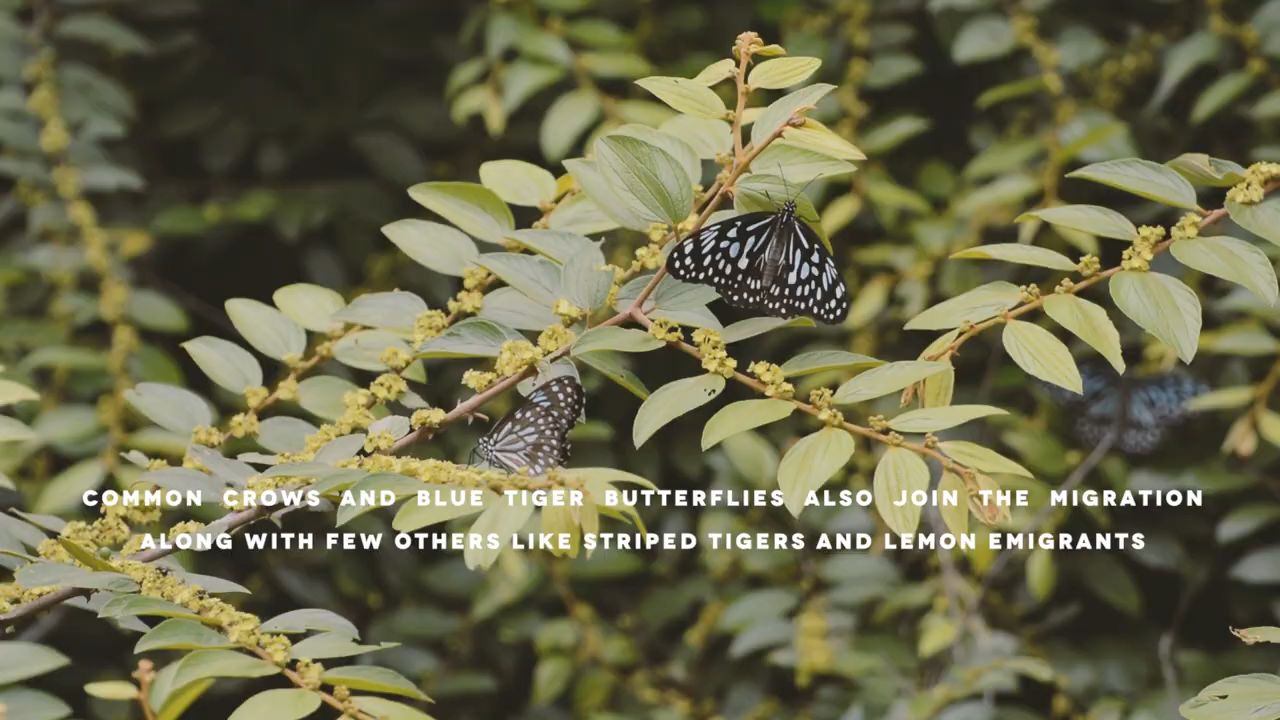 COMMON CROWS AND BLUE TIGER BUTTERFLIES ALSO JOIN THE MIGRATION
ALONG WITH FEW OTHERS LIKE STRIPED TIGERS AND LEMON EMIGRANTS